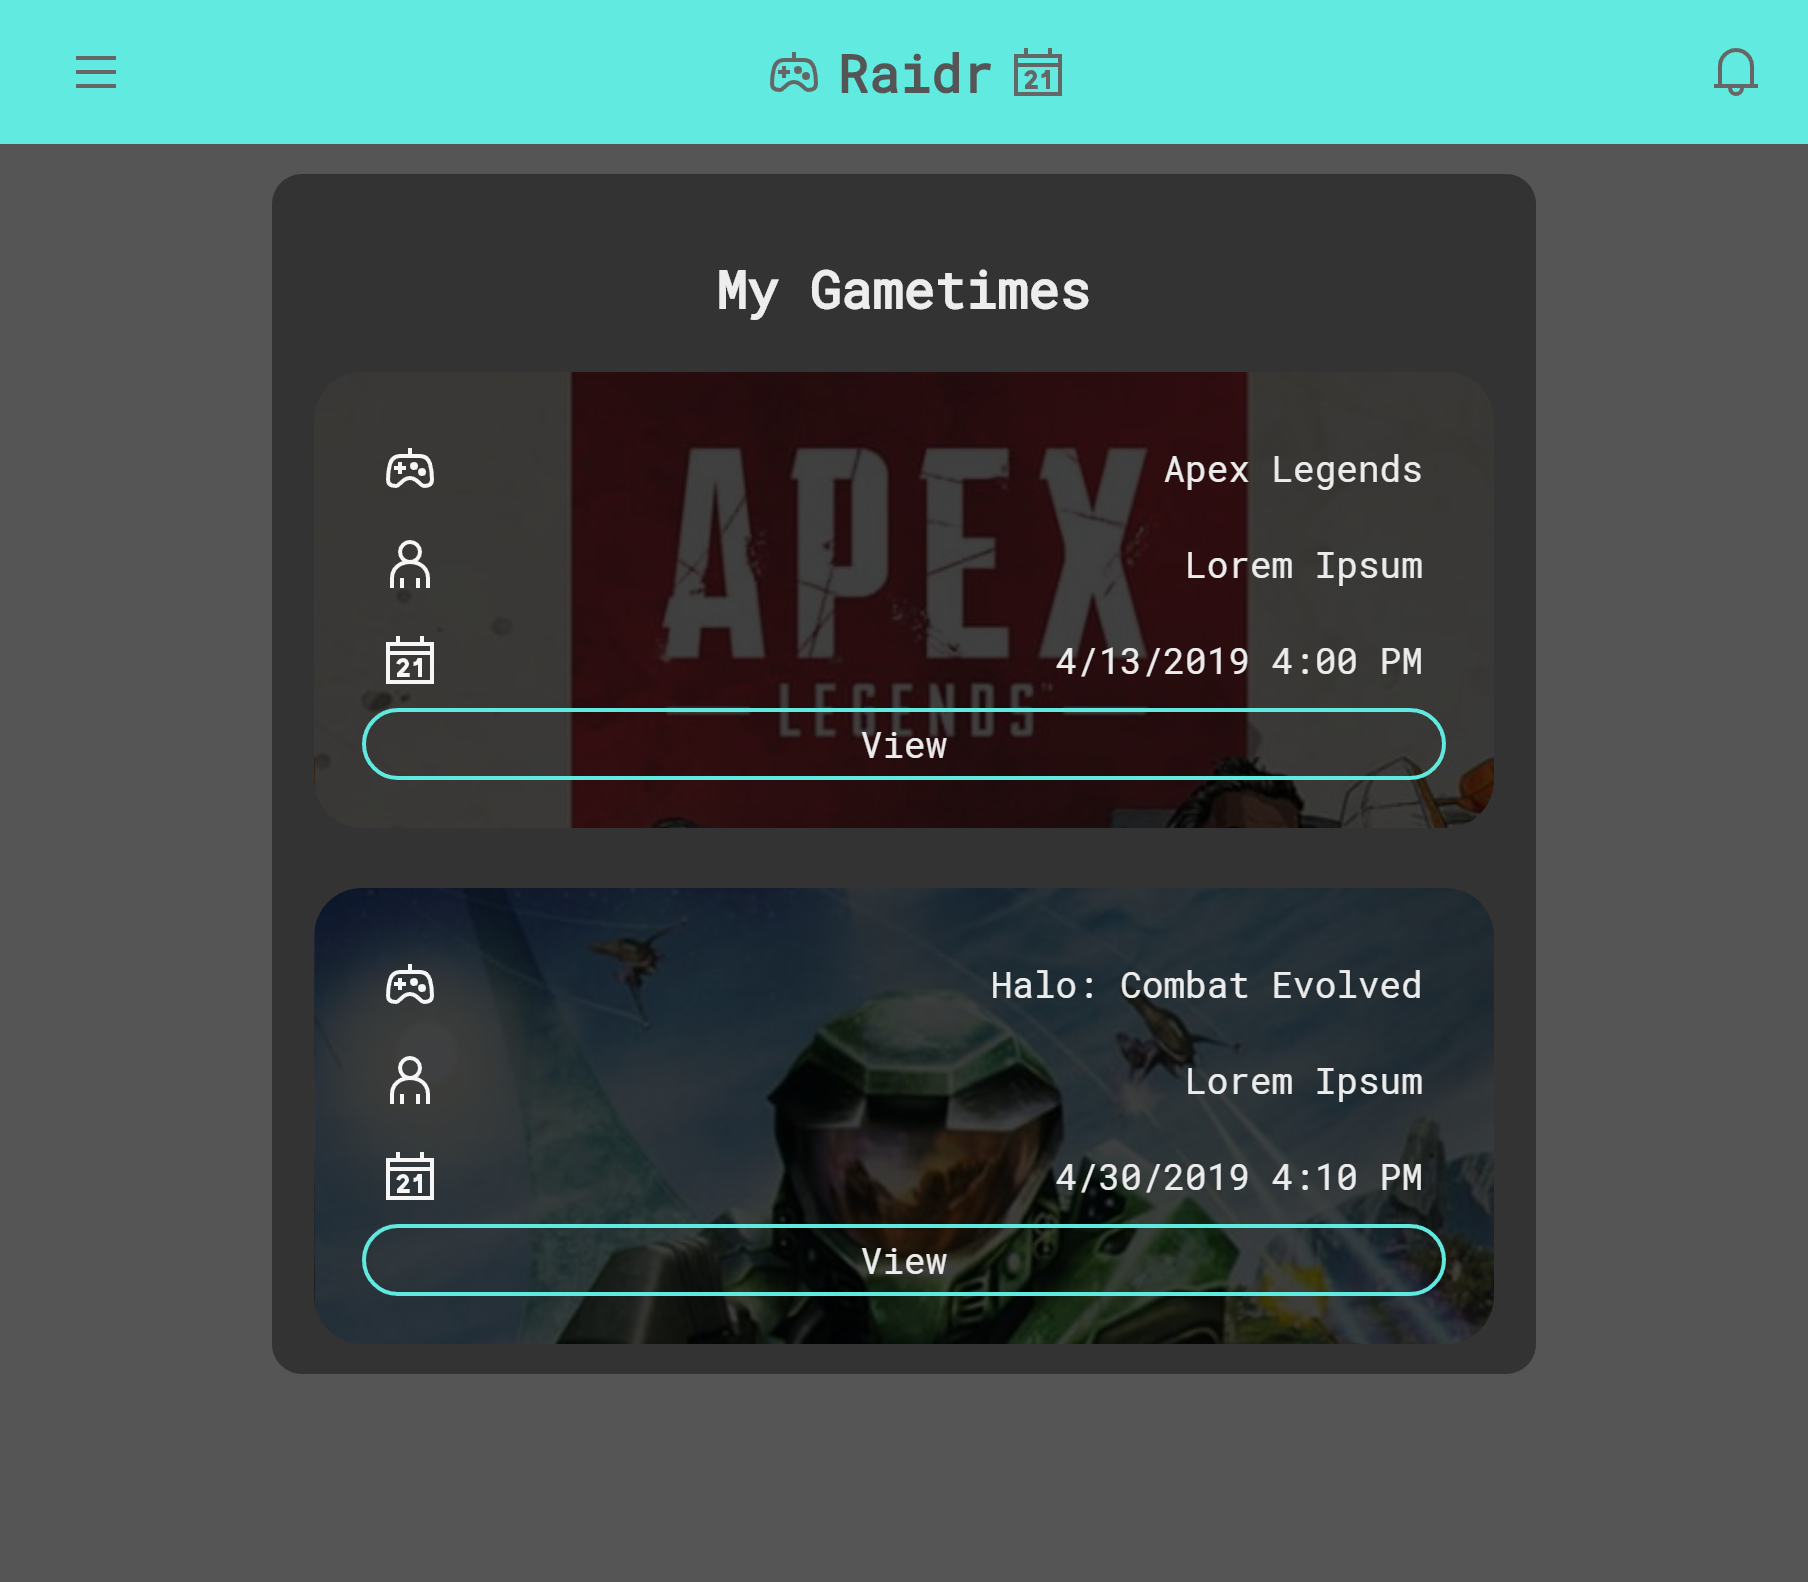 Raidr 21
My Gametimes
APEX
LEGENDS™
Apex Legends
Lorem Ipsum
21 4/13/2019 4:00 PM
View
Halo: Combat Evolved
Lorem Ipsum
21 4/30/2019 4:10 PM
View